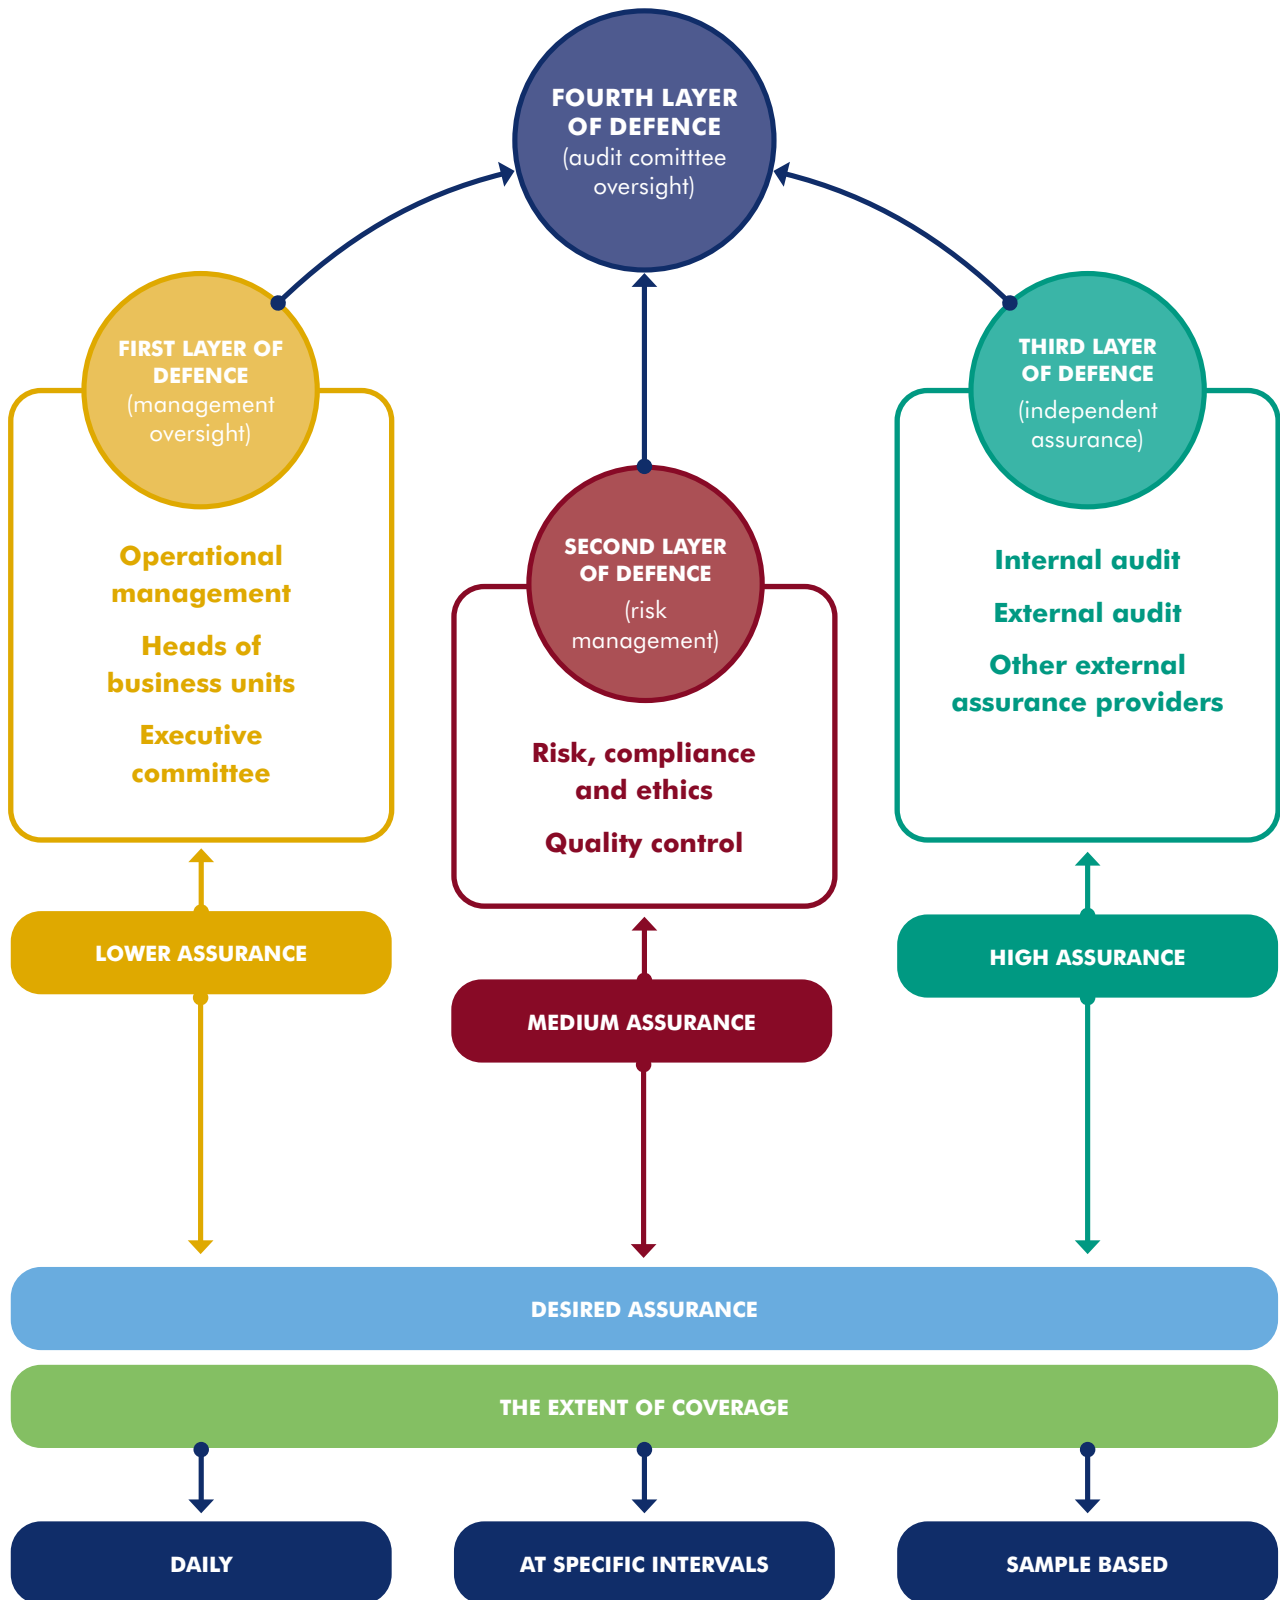 FOURTH LAYER
OF DEFENCE
(audit comitttee
oversight)
FIRST LAYER OF
DEFENCE
(management
oversight)
Operational
management
Heads of
business units
Executive
committee
SECOND LAYER
OF DEFENCE
(risk
management)
Risk, compliance
and ethics
Quality control
THIRD LAYER
OF DEFENCE
(independent
assurance)
Internal audit
External audit
Other external
assurance providers
LOWER ASSURANCE
MEDIUM ASSURANCE
HIGH ASSURANCE
DESIRED ASSURANCE
THE EXTENT OF COVERAGE
DAILY
AT SPECIFIC INTERVALS
SAMPLE BASED